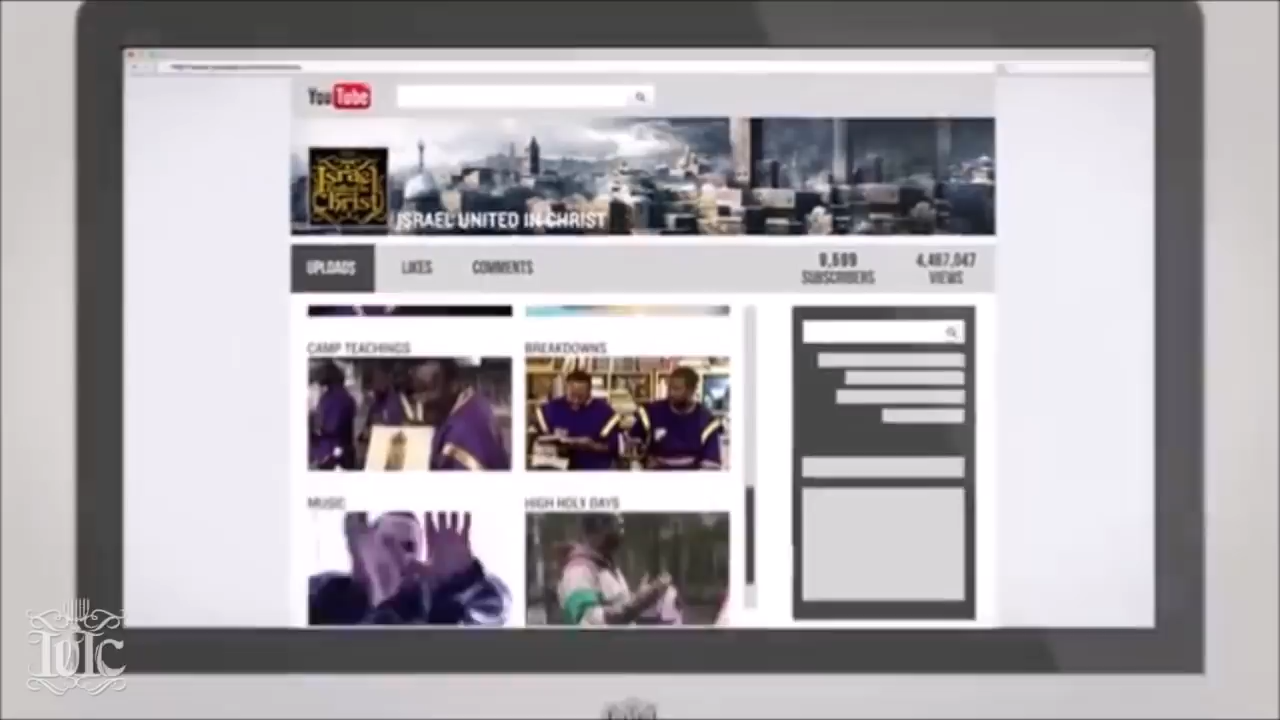 YouTube
Israel
United in
Christ
ISRAEL UNITED IN CHRIST
UPLOADS
LIKES
COMMENTS
SUBSCRIBERS
VIEWS
CAMP TEACHINGS
BREAKDOWNS
MUSIC
HIGH HOLY DAYS
IUIC